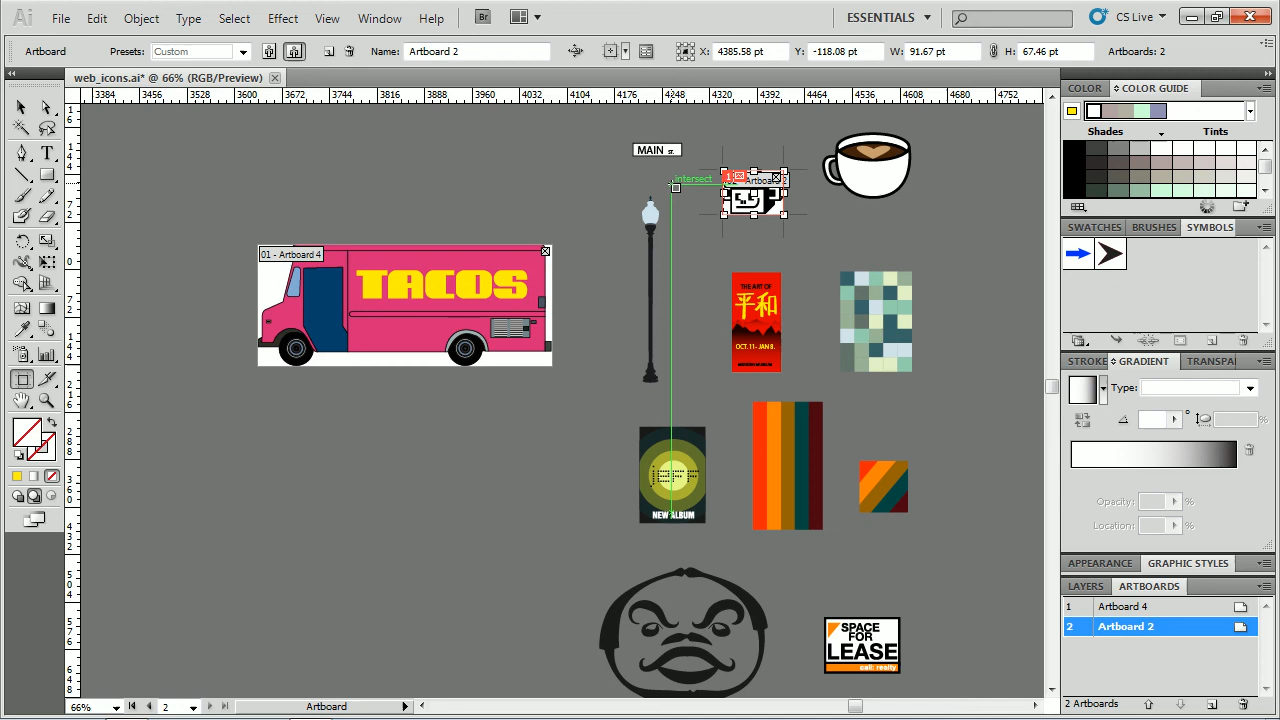 Ai File Edit Object Type Select Effect View Window Help Br ESSENTIALS CS Live
Artboard Presets: Custom Name: Artboard 2 X: 4385.58 pt Y: -118.08 pt W: 91.67 pt H: 67.46 pt Artboards: 2
web_icons.ai* @ 66% (RGB/Preview)
3384 3456 3528 3600 3672 3744 3816 3888 3960 4032 4104 4176 4248 4320 4392 4464 4536 4608 4680 4752
MAIN ST.
intersect
Artboard 2
01 - Artboard 4
TACOS
THE ART OF
平和
OCT. 11 - JAN 8.
jeff
NEW ALBUM
SPACE
FOR
LEASE
call: realty
COLOR COLOR GUIDE
Shades Tints
SWATCHES BRUSHES SYMBOLS
STROKE GRADIENT TRANSPA
Type:
°
%
Opacity: %
Location: %
APPEARANCE GRAPHIC STYLES
LAYERS ARTBOARDS
1 Artboard 4
2 Artboard 2
2 Artboards
66% 2 Artboard